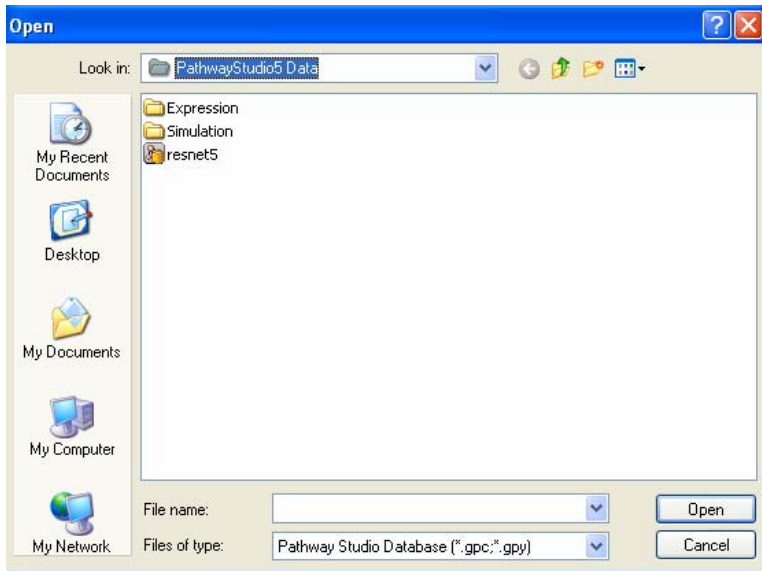 Open
Look in: PathwayStudio5 Data
Expression
Simulation
resnet5
My Recent
Documents
Desktop
My Documents
My Computer
My Network
File name:
Open
Files of type: Pathway Studio Database (*.gpc;*.gpy)
Cancel